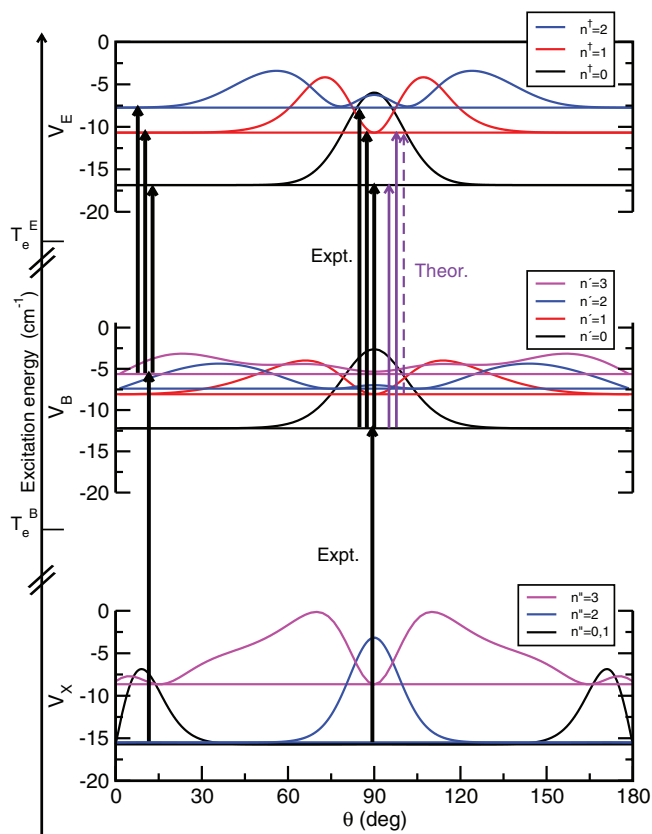 n†=2
n†=1
n†=0
0
-5
-10
-15
-20
V_E
T_e^E
Expt.
Theor.
Excitation energy (cm⁻¹)
n´=3
n´=2
n´=1
n´=0
0
-5
-10
-15
-20
V_B
T_e^B
Expt.
n"=3
n"=2
n"=0,1
0
-5
-10
-15
-20
V_X
0 30 60 90 120 150 180
θ (deg)